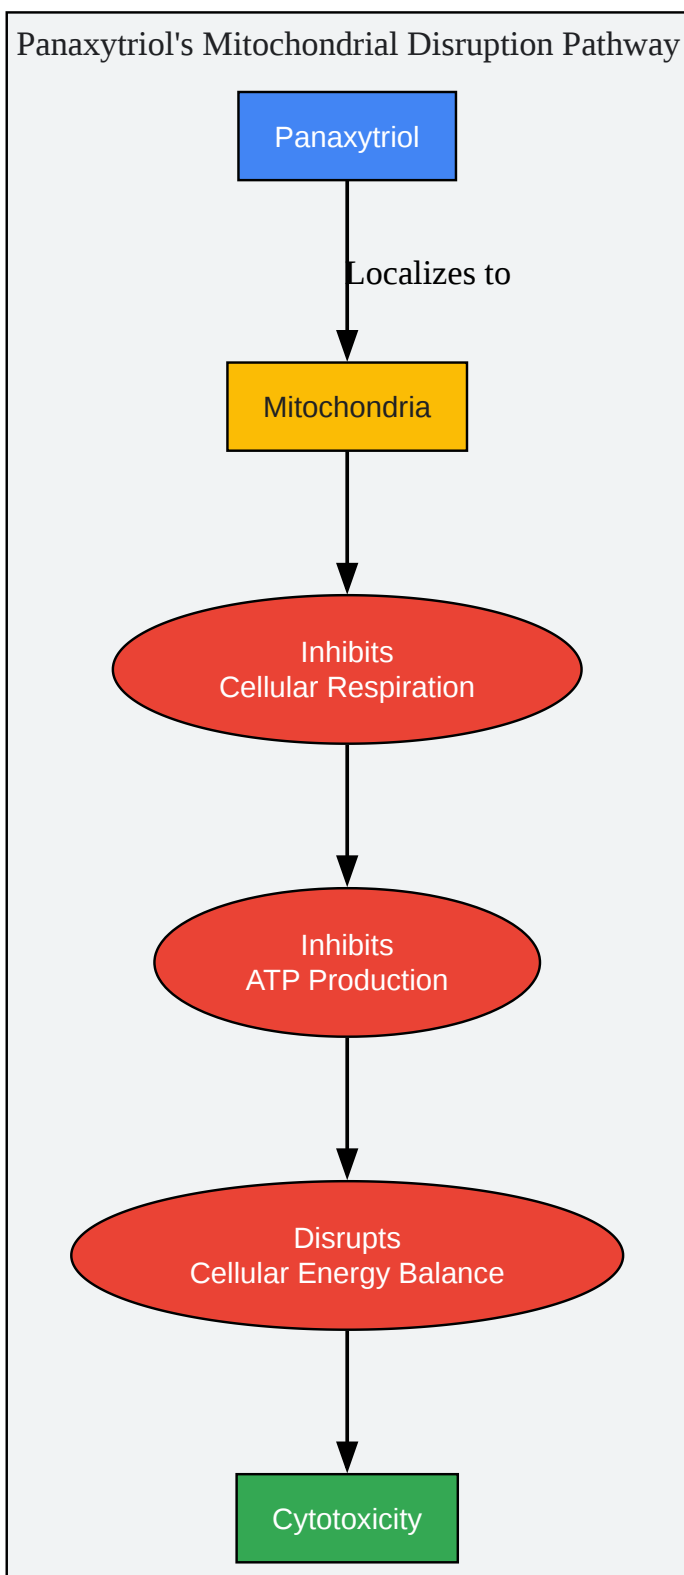 Panaxytriol's Mitochondrial Disruption Pathway
Panaxytriol
Localizes to
Mitochondria
Inhibits
Cellular Respiration
Inhibits
ATP Production
Disrupts
Cellular Energy Balance
Cytotoxicity